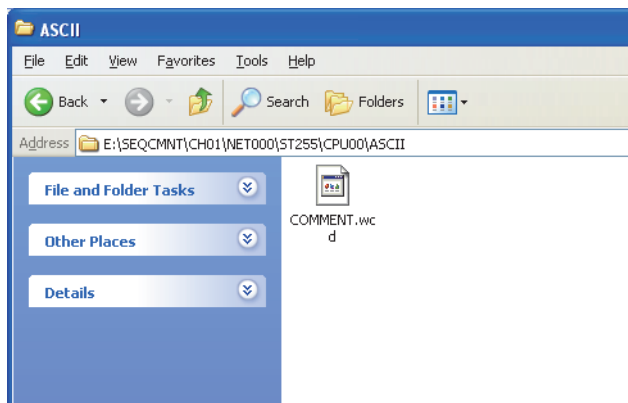 ASCII
File Edit View Favorites Tools Help
Back Search Folders
Address E:\SEQCMNT\CH01\NET000\ST255\CPU00\ASCII
File and Folder Tasks
COMMENT.wc
d
Other Places
Details